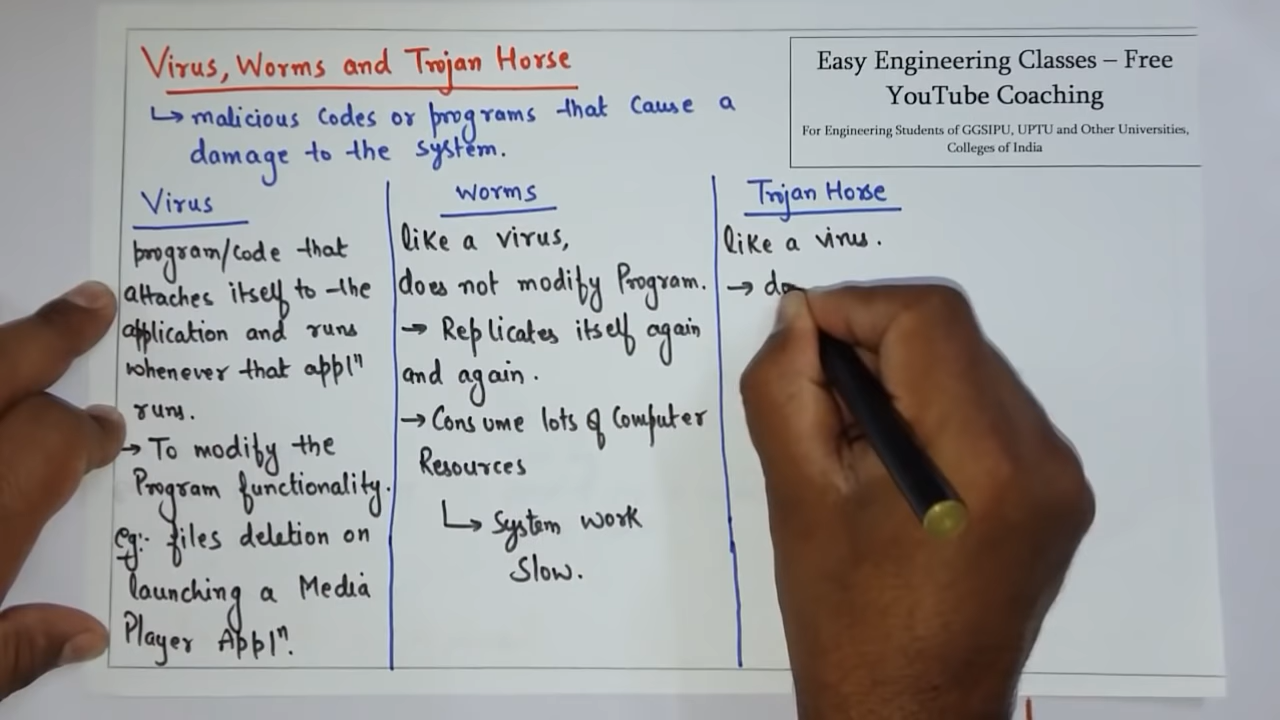 Virus, Worms and Trojan Horse
↳ malicious codes or programs that cause a
damage to the system.
Easy Engineering Classes – Free
YouTube Coaching
For Engineering Students of GGSIPU, UPTU and Other Universities,
Colleges of India
Virus
program/code that
attaches itself to the
application and runs
whenever that applⁿ
runs.
→ To modify the
Program functionality.
eg:- files deletion on
launching a Media
Player Applⁿ.
Worms
like a virus,
does not modify Program.
→ Replicates itself again
and again.
→ Consume lots of Computer
Resources
↳ System work
Slow.
Trojan Horse
like a virus.
→ do